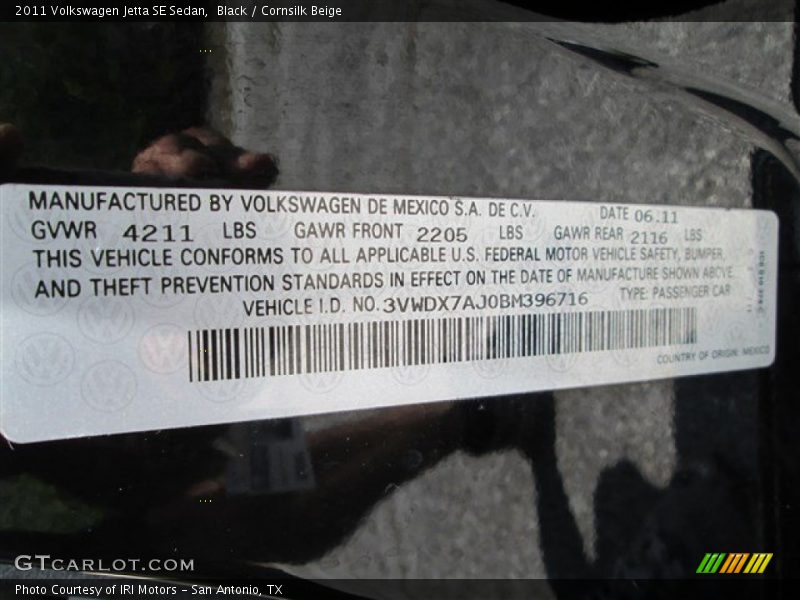 2011 Volkswagen Jetta SE Sedan,  Black / Cornsilk Beige
MANUFACTURED BY VOLKSWAGEN DE MEXICO S.A. DE C.V. DATE 06.11
GVWR 4211 LBS GAWR FRONT 2205 LBS GAWR REAR 2116 LBS
THIS VEHICLE CONFORMS TO ALL APPLICABLE U.S. FEDERAL MOTOR VEHICLE SAFETY, BUMPER,
AND THEFT PREVENTION STANDARDS IN EFFECT ON THE DATE OF MANUFACTURE SHOWN ABOVE
VEHICLE I.D. NO. 3VWDX7AJ0BM396716 TYPE: PASSENGER CAR
COUNTRY OF ORIGIN: MEXICO
GTCARLOT.COM
Photo Courtesy of IRI Motors - San Antonio, TX